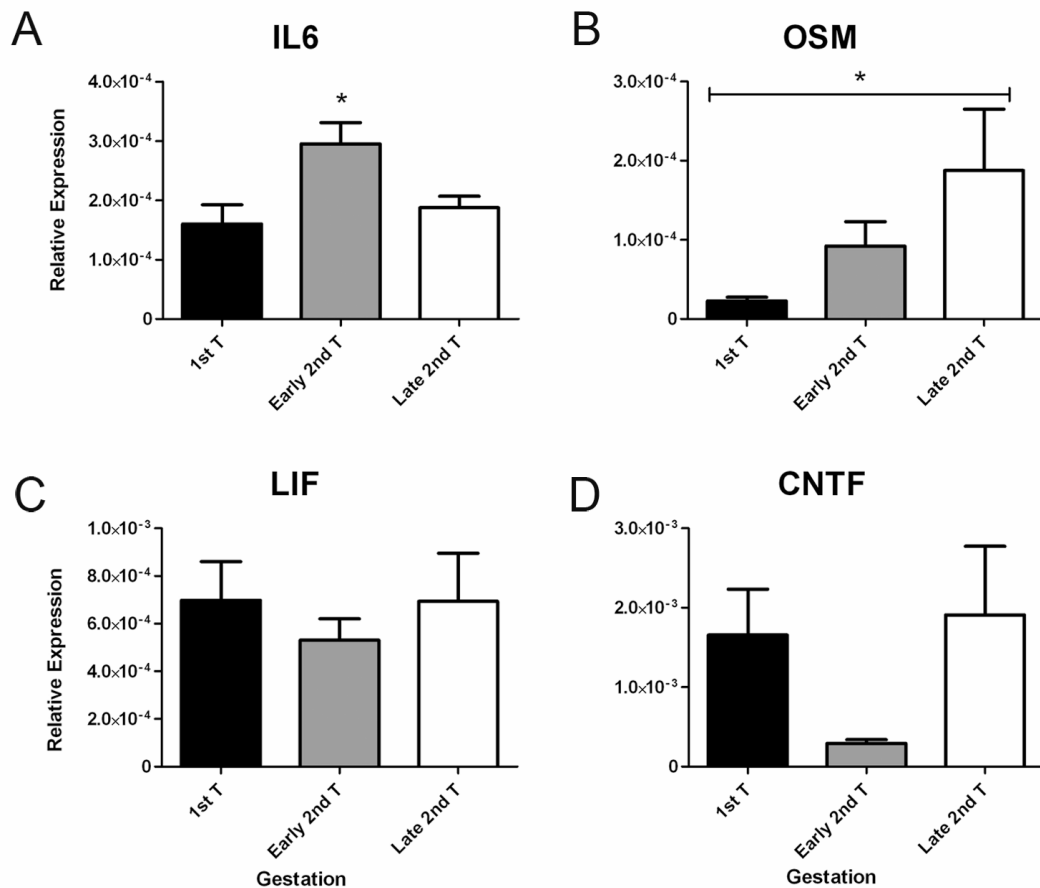 A
IL6
Relative Expression
4.0×10⁻⁴
3.0×10⁻⁴
2.0×10⁻⁴
1.0×10⁻⁴
0
*
1st T
Early 2nd T
Late 2nd T
B
OSM
3.0×10⁻⁴
2.0×10⁻⁴
1.0×10⁻⁴
0
*
1st T
Early 2nd T
Late 2nd T
C
LIF
Relative Expression
1.0×10⁻³
8.0×10⁻⁴
6.0×10⁻⁴
4.0×10⁻⁴
2.0×10⁻⁴
0
1st T
Early 2nd T
Late 2nd T
Gestation
D
CNTF
3.0×10⁻³
2.0×10⁻³
1.0×10⁻³
0
1st T
Early 2nd T
Late 2nd T
Gestation